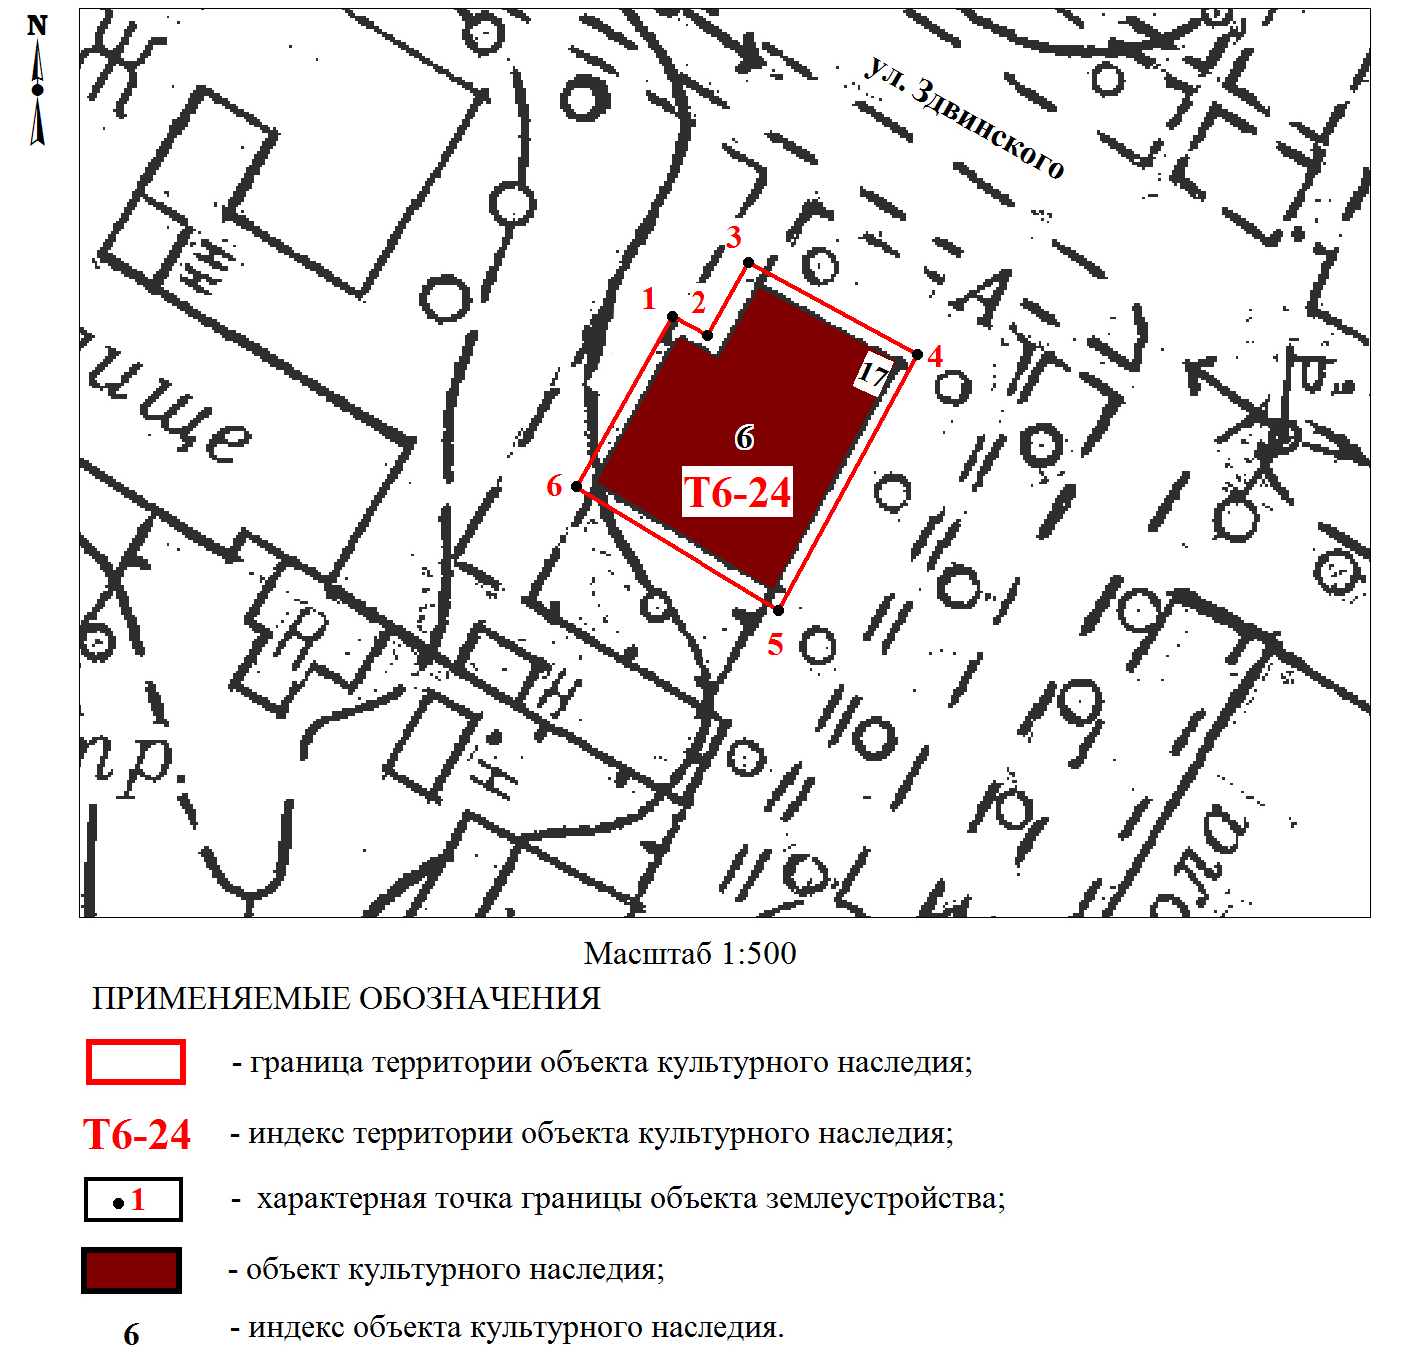 N
ул. Здвинского
3
1
2
4
17
ище
6
6
Т6-24
5
пр.
Масштаб 1:500
ПРИМЕНЯЕМЫЕ ОБОЗНАЧЕНИЯ
- граница территории объекта культурного наследия;
Т6-24 - индекс территории объекта культурного наследия;
1 - характерная точка границы объекта землеустройства;
- объект культурного наследия;
6 - индекс объекта культурного наследия.